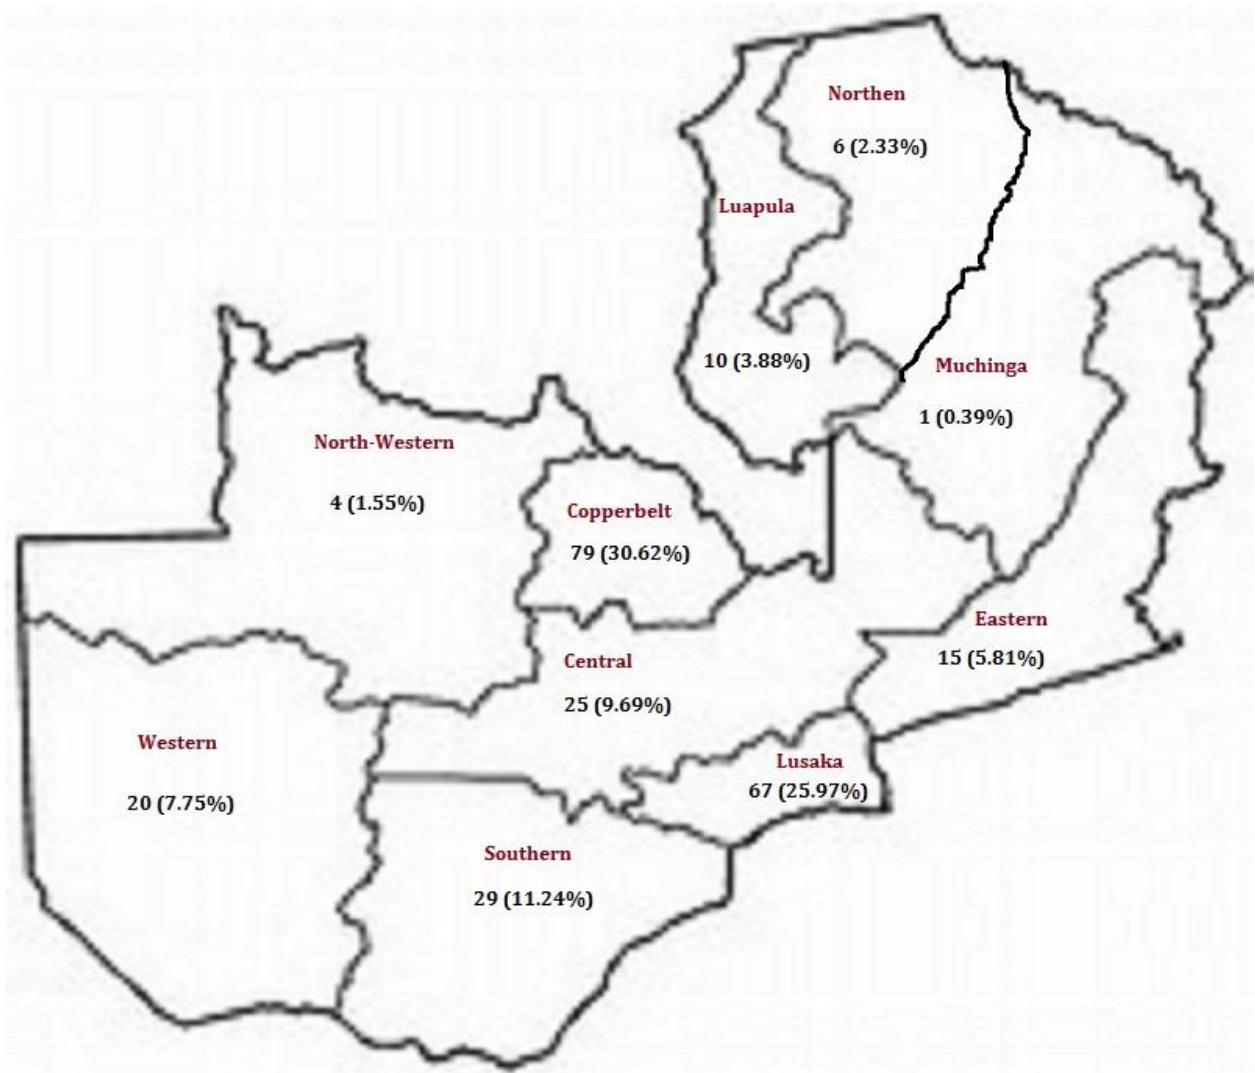 Northen
6 (2.33%)
Luapula
10 (3.88%)
Muchinga
1 (0.39%)
North-Western
4 (1.55%)
Copperbelt
79 (30.62%)
Eastern
15 (5.81%)
Central
25 (9.69%)
Western
20 (7.75%)
Lusaka
67 (25.97%)
Southern
29 (11.24%)